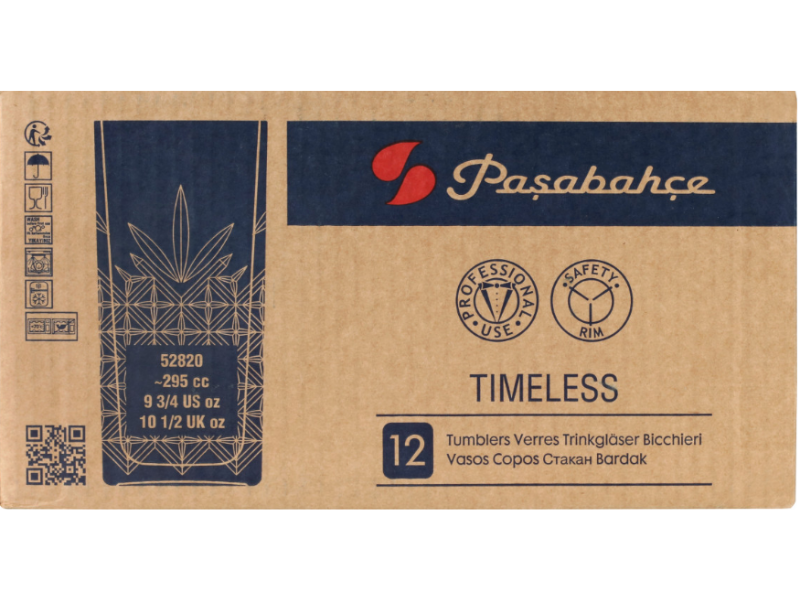 Paşabahçe
PROFESSIONAL
USE
SAFETY
RIM
52820
~295 cc
9 3/4 US oz
10 1/2 UK oz
TIMELESS
12
Tumblers Verres Trinkgläser Bicchieri
Vasos Copos Стакан Bardak